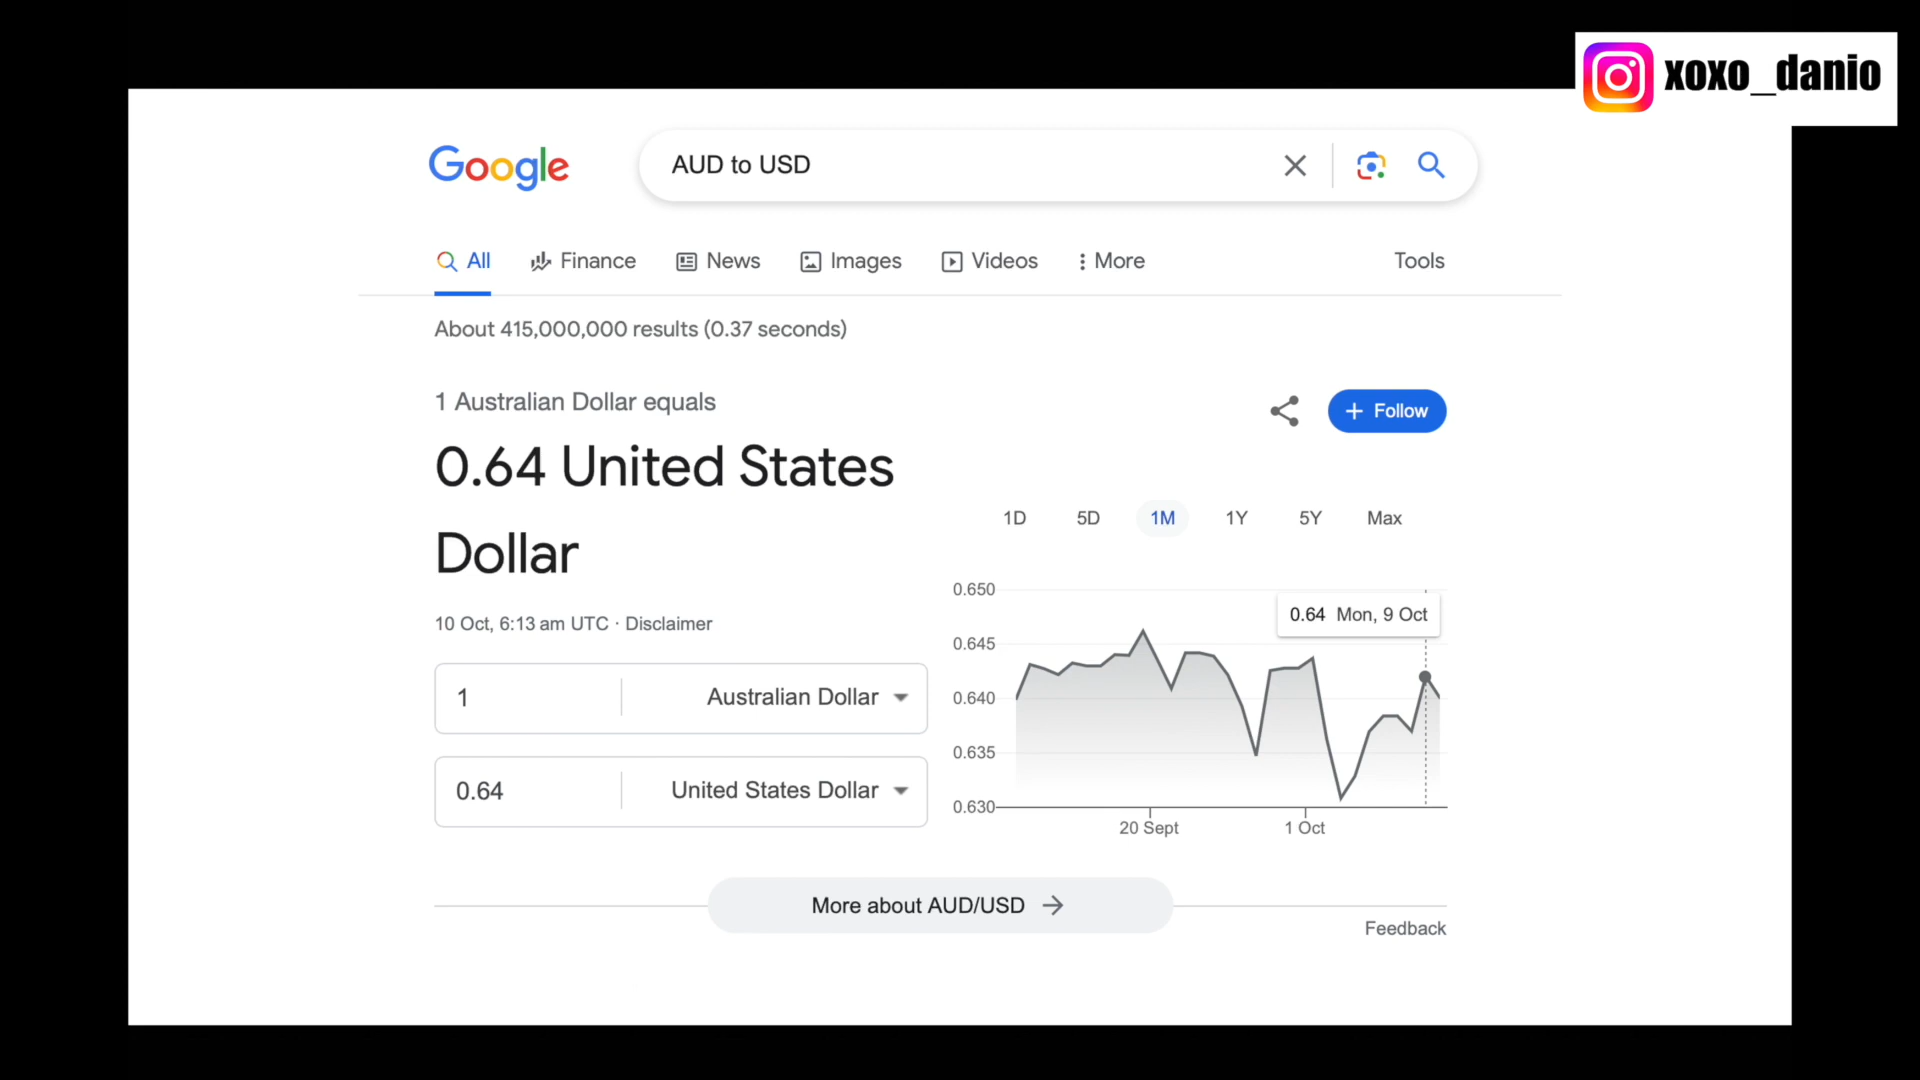 xoxo_danio
Google
AUD to USD
All Finance News Images Videos More Tools
About 415,000,000 results (0.37 seconds)
1 Australian Dollar equals
Follow
0.64 United States
Dollar
1D 5D 1M 1Y 5Y Max
10 Oct, 6:13 am UTC · Disclaimer
1 Australian Dollar
0.64 United States Dollar
0.650
0.64 Mon, 9 Oct
0.645
0.640
0.635
0.630
20 Sept 1 Oct
More about AUD/USD
Feedback